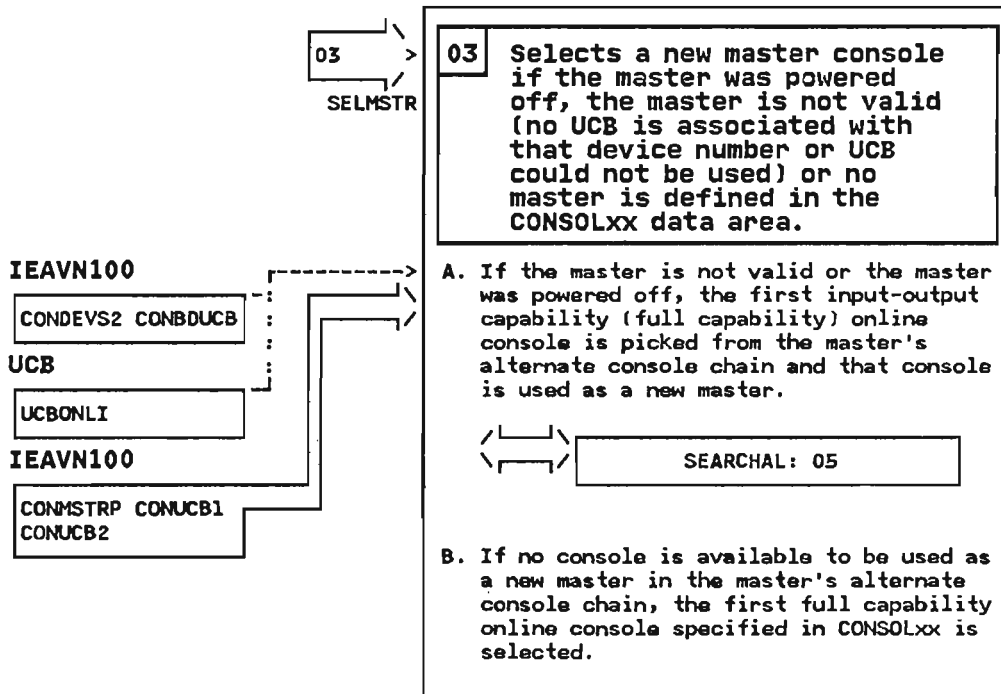 03
SELMSTR
03 Selects a new master console
if the master was powered
off, the master is not valid
(no UCB is associated with
that device number or UCB
could not be used) or no
master is defined in the
CONSOLxx data area.
IEAVN100
CONDEVS2 CONBDUCB
UCB
UCBONLI
IEAVN100
CONMSTRP CONUCB1
CONUCB2
A. If the master is not valid or the master
was powered off, the first input-output
capability (full capability) online
console is picked from the master's
alternate console chain and that console
is used as a new master.
SEARCHAL: 05
B. If no console is available to be used as
a new master in the master's alternate
console chain, the first full capability
online console specified in CONSOLxx is
selected.